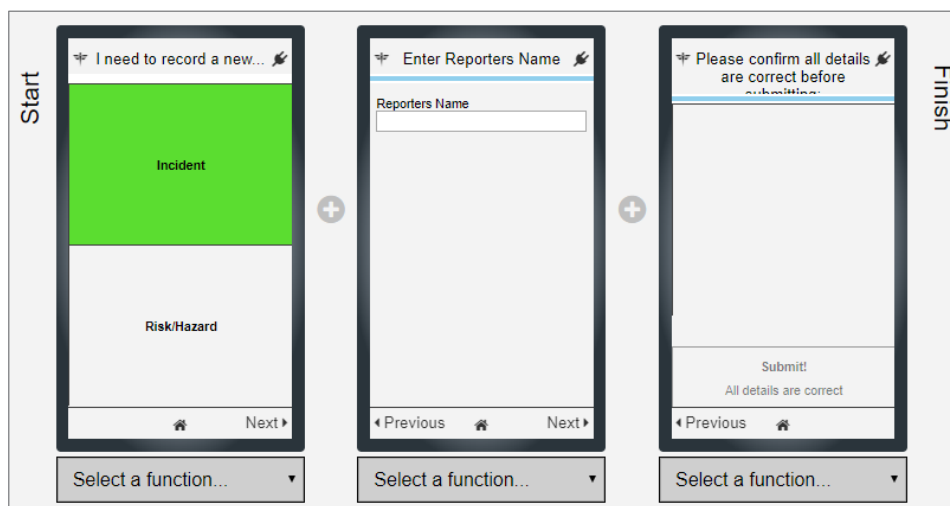 Start
I need to record a new...
Incident
Risk/Hazard
Next
Select a function...
Enter Reporters Name
Reporters Name
Previous
Next
Select a function...
Please confirm all details
are correct before
submitting:
Submit!
All details are correct
Previous
Select a function...
Finish